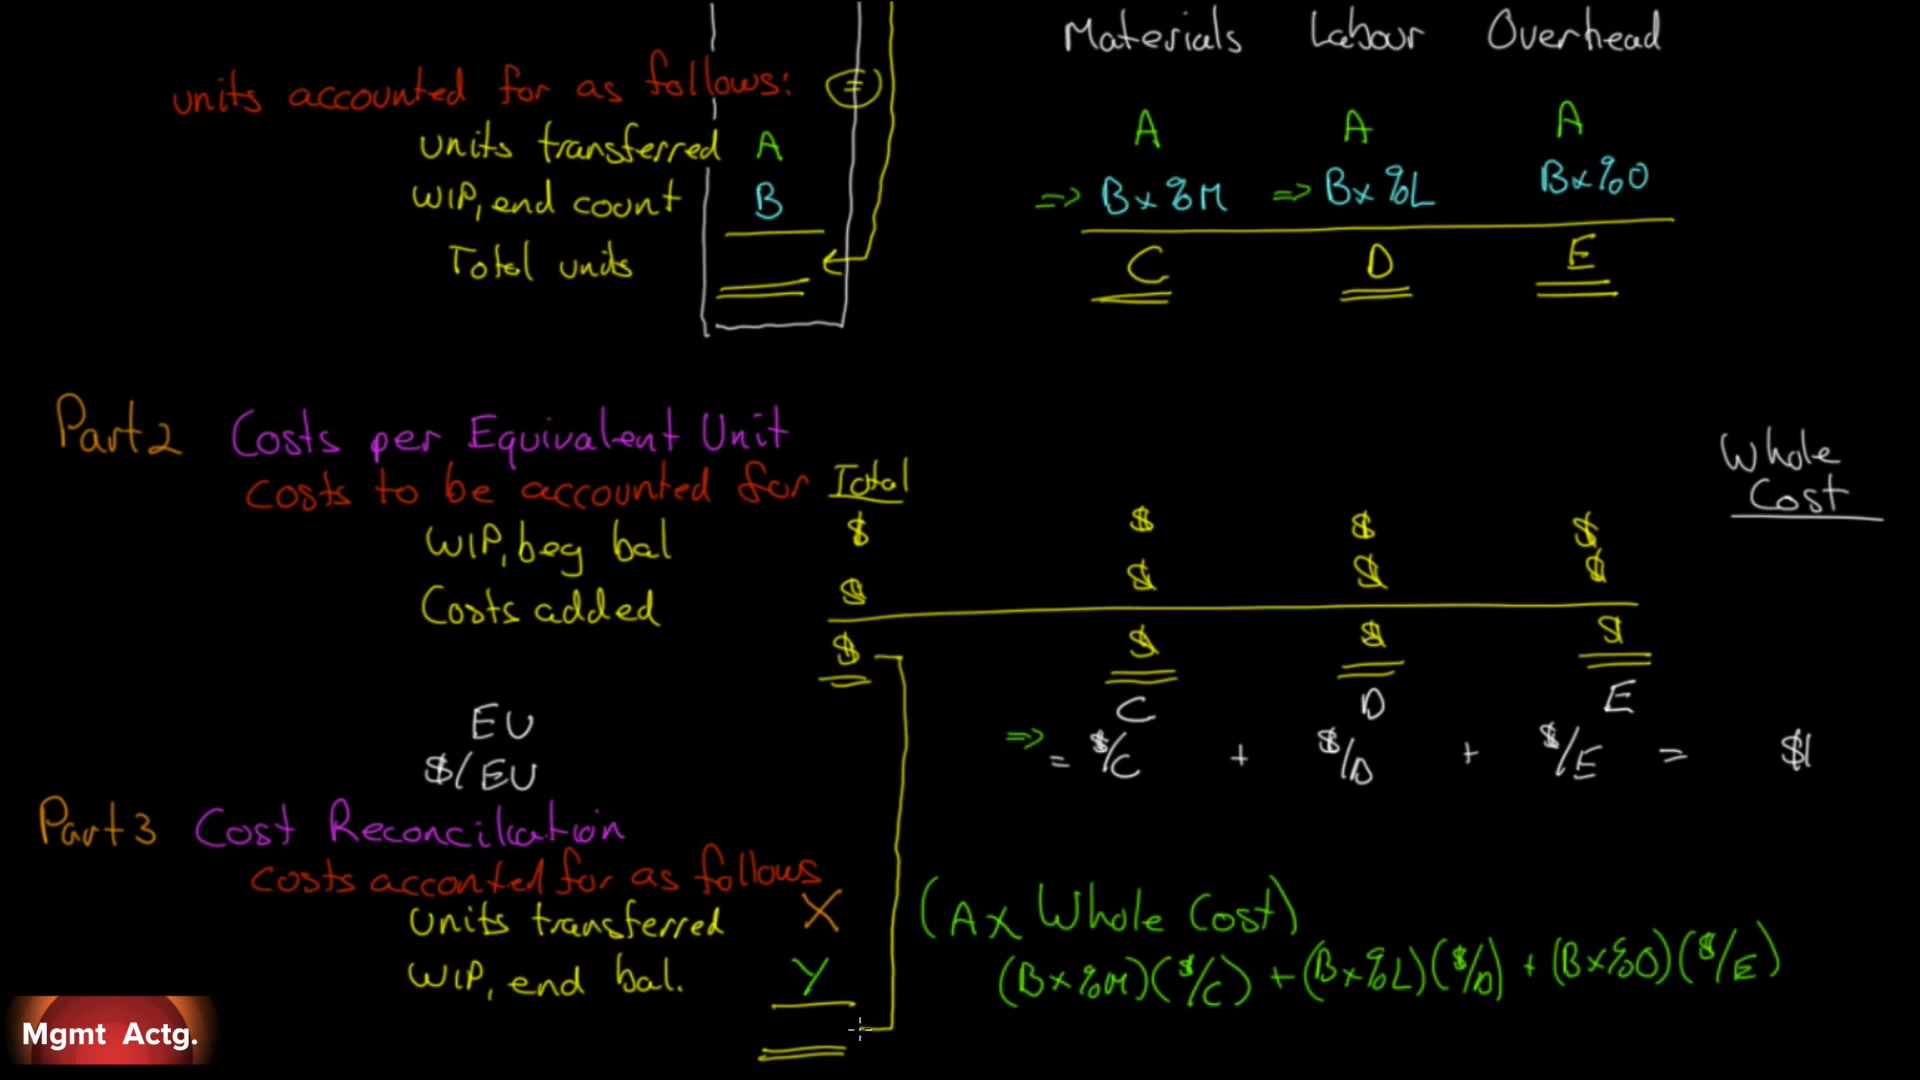 Materials Labour Overhead
units accounted for as follows: =
units transferred A A A A
WIP, end count B => B x %M => B x %L B x %O
Total units C D E
Part 2 Costs per Equivalent Unit
Whole Cost
costs to be accounted for Total
WIP, beg bal $ $ $ $
Costs added $ $ $ $
$ $ $ $
EU C D E
$/EU => = $/C + $/D + $/E = $
Part 3 Cost Reconciliation
costs acconted for as follows
units transferred X (A x Whole Cost)
WIP, end bal. Y (B x %M)($/C) + (B x %L)($/D) + (B x %O)($/E)
Mgmt Actg.